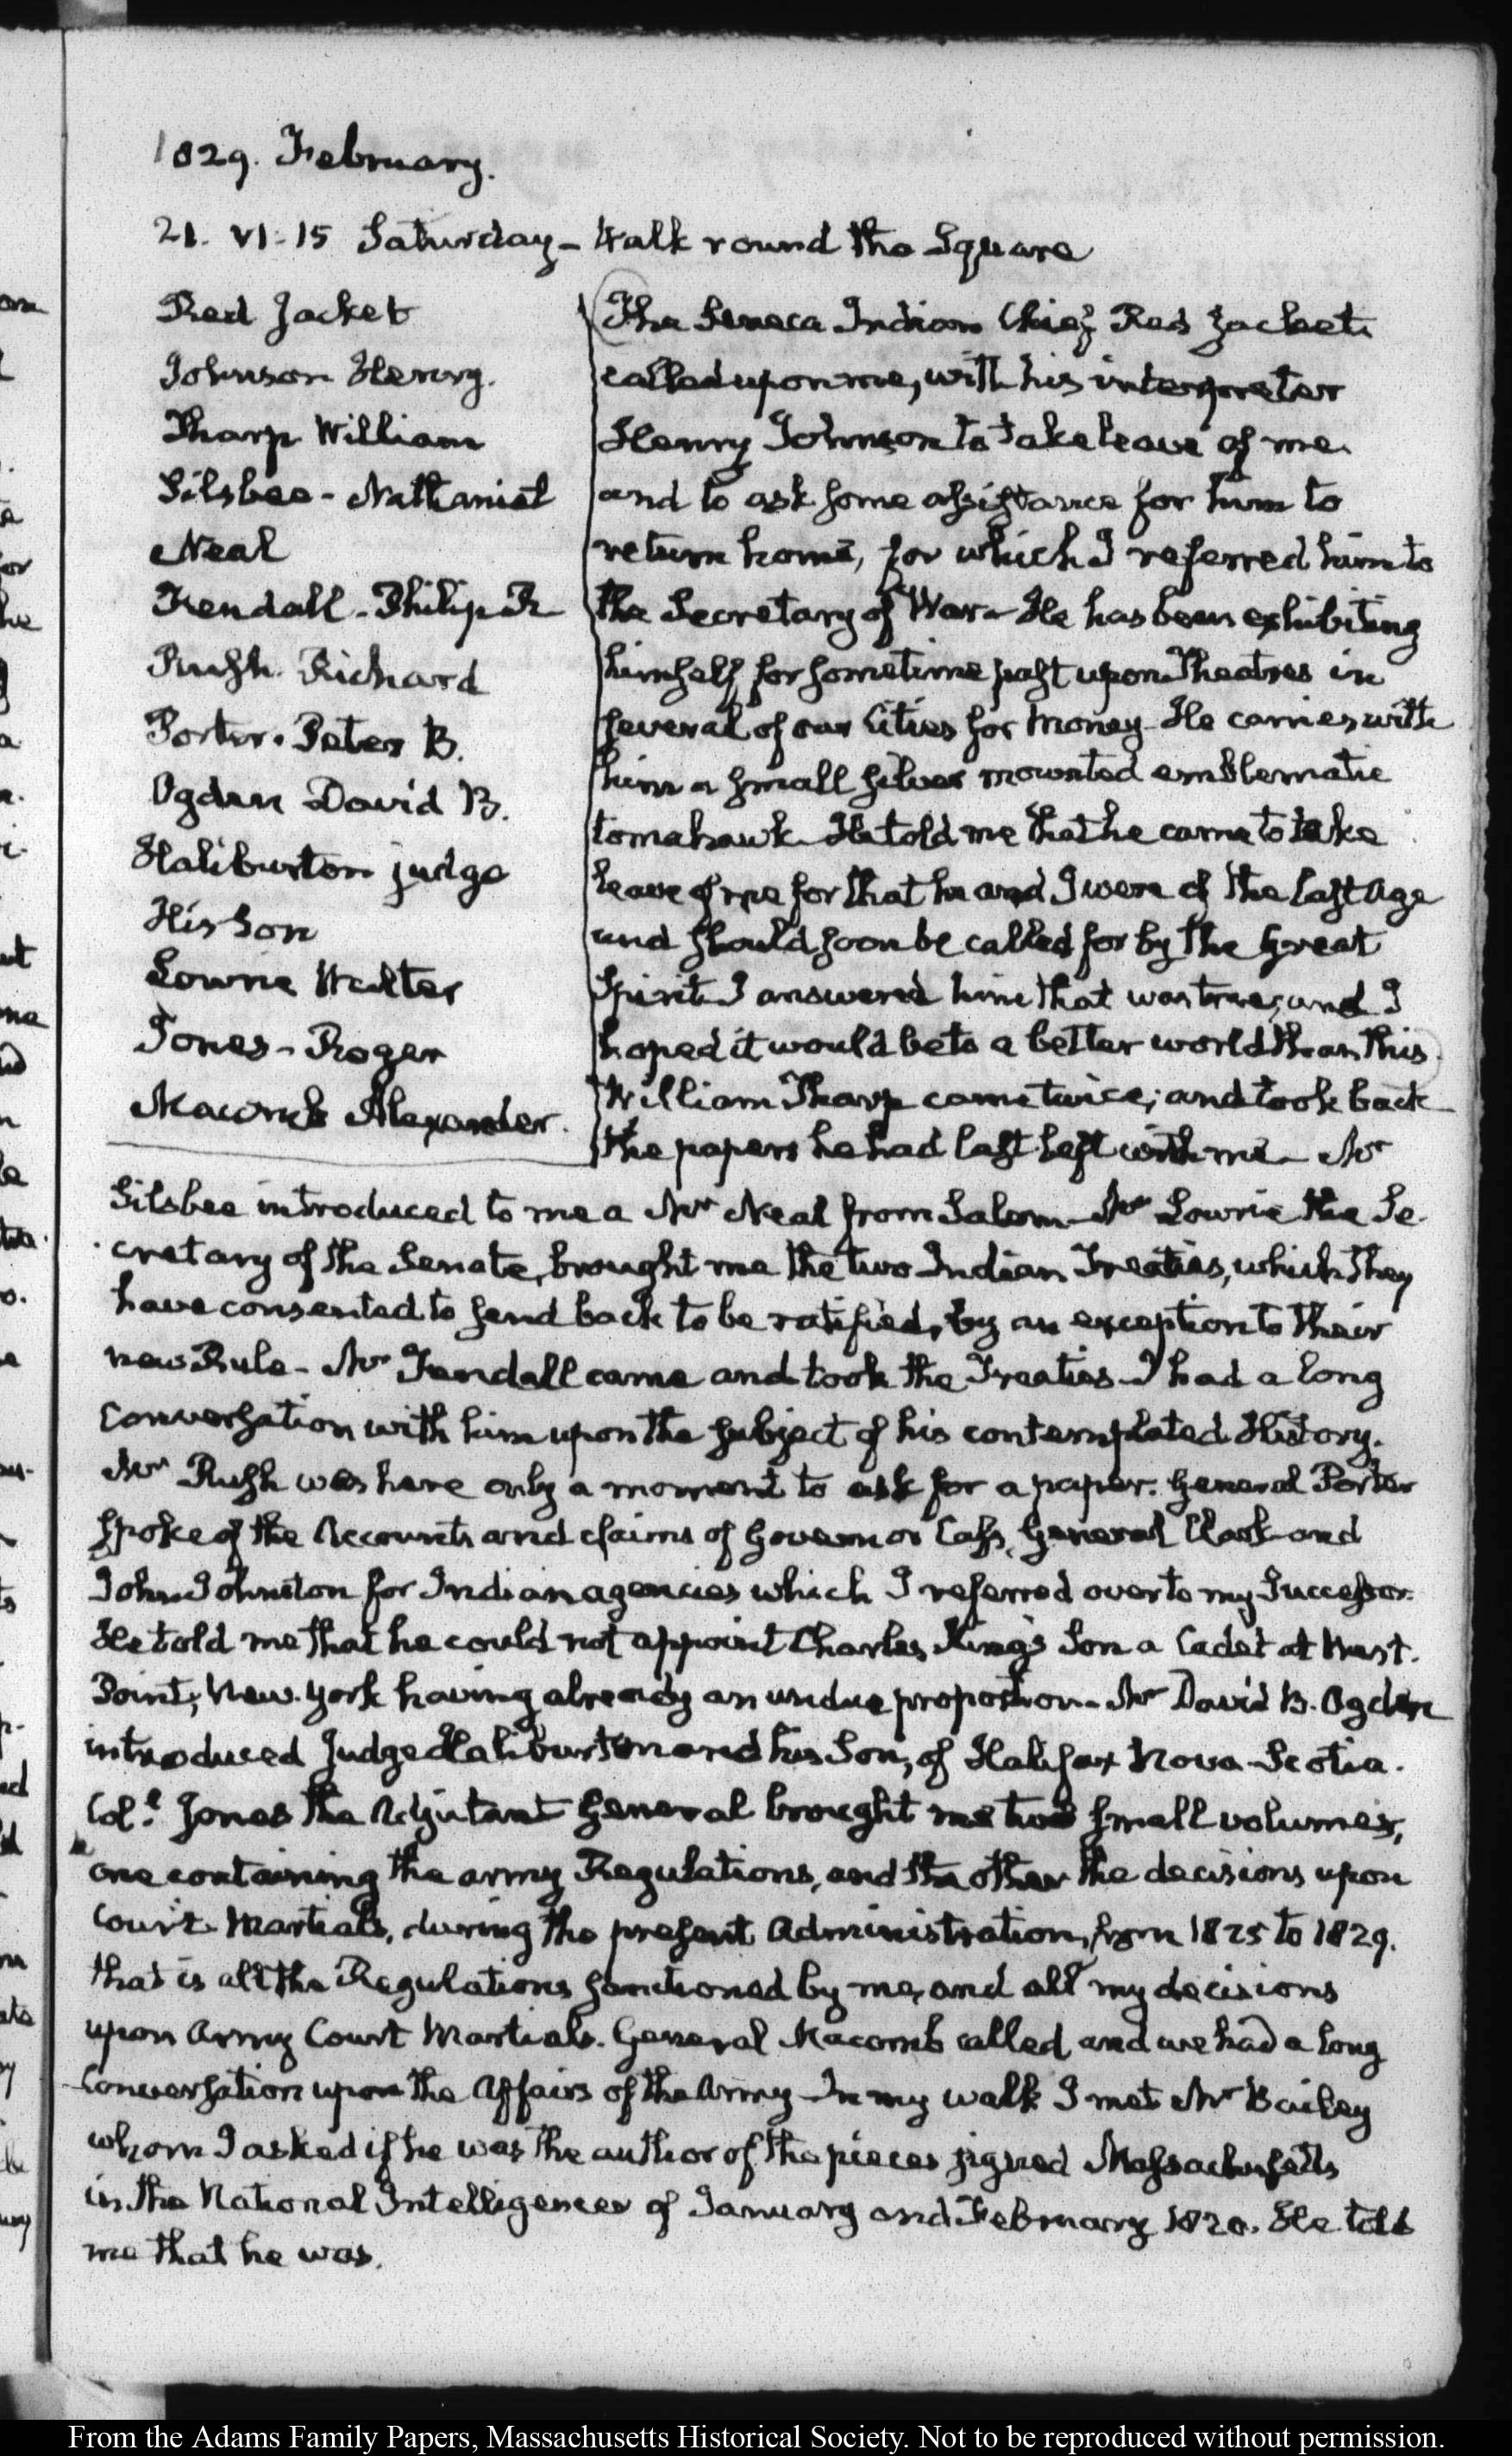 1829. February.
21. VI-15 Saturday – Walk round the Square
Red Jacket
Johnson Henry.
Tharp William
Silsbee - Nathaniel
Neal
Fendall - Philip R
Rush. Richard
Porter. Peter B.
Ogden David B.
Haliburton judge
His Son
Lowrie Walter
Jones - Roger
Macomb Alexander.
The Seneca Indian Chief Red Jacket
called upon me, with his interpreter
Henry Johnson to take leave of me
and to ask some assistance for him to
return home, for which I referred him to
the Secretary of War – He has been exhibiting
himself for some time past upon Theatres in
several of our Cities for Money – He carries with
him a small silver mounted emblematic
tomahawk – He told me that he came to take
leave of me for that he and I were of the last age
and should soon be called for by the Great
Spirit – I answered him that was true, and I
hoped it would be to a better world than this.
William Tharp came twice; and took back
the papers he had last left with me – Mr
Silsbee introduced to me a Mr Neal from Salem – Mr Lowrie the Se-
cretary of the Senate, brought me the two Indian Treaties, which they
have consented to send back to be ratified, by an exception to their
new Rule – Mr Fendall came and took the Treaties – I had a long
Conversation with him upon the subject of his contemplated History.
Mr Rush was here only a moment to ask for a paper. General Porter
spoke of the Accounts and claims of Governor Cass, General Clark and
John Johnston for Indian agencies which I referred over to my Successor.
He told me that he could not appoint Charles King's Son a Cadet at West-
Point, New-York having already an undue proportion – Mr David B. Ogden
introduced Judge Haliburton and his Son, of Halifax Nova-Scotia.
Coll. Jones the Adjutant General brought me two small volumes,
one containing the army Regulations, and the other the decisions upon
Court-Martials, during the present Administration, from 1825 to 1829.
that is all the Regulations sanctioned by me, and all my decisions
upon Army Court Martials. General Macomb called and we had a long
Conversation upon the Affairs of the Army – In my walk I met Mr Bailey
whom I asked if he was the author of the pieces signed Massachusetts
in the National Intelligencer of January and February 1820. He told
me that he was.
From the Adams Family Papers, Massachusetts Historical Society. Not to be reproduced without permission.